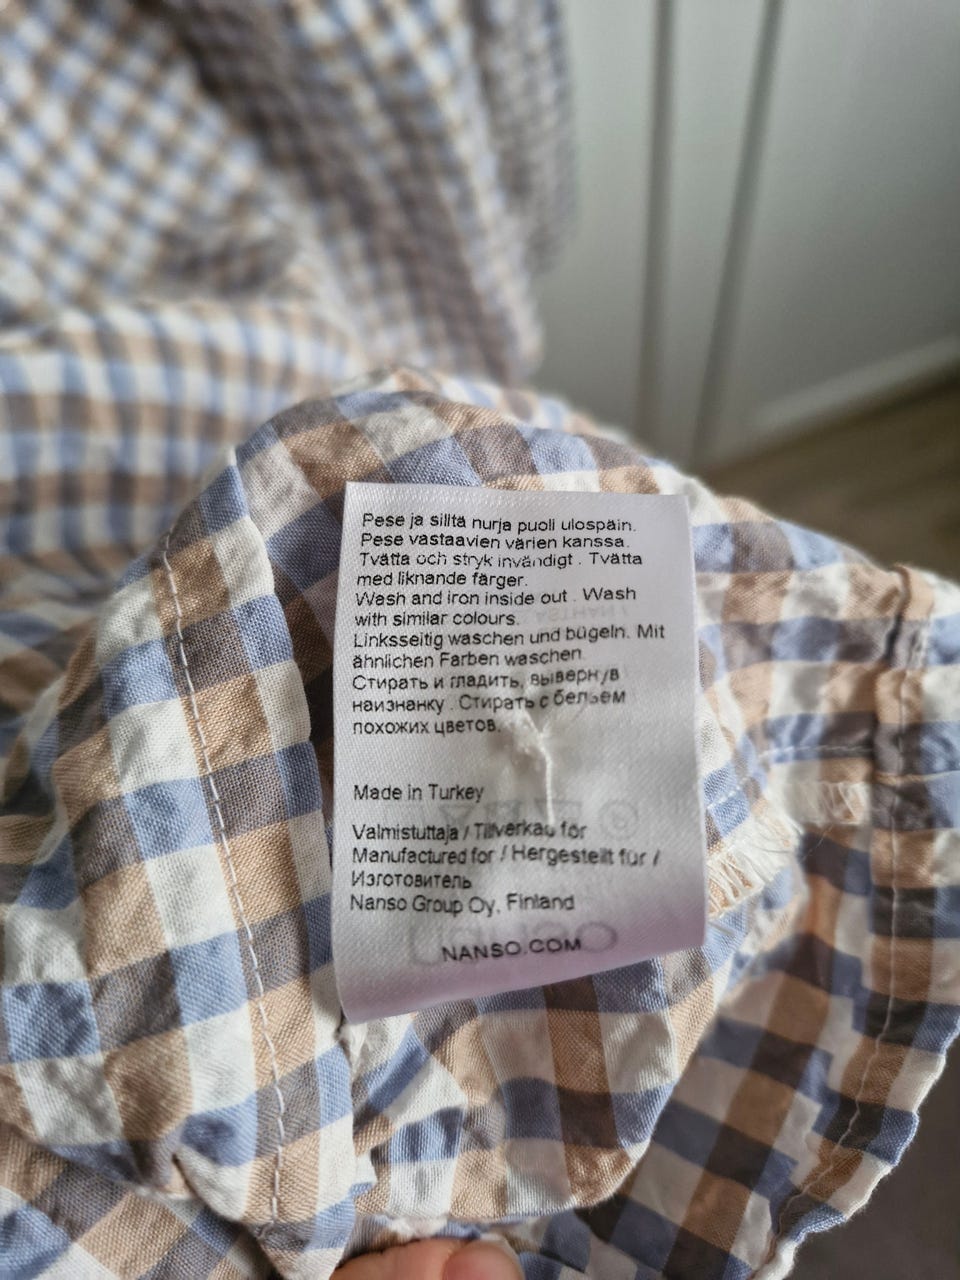 Pese ja silitä nurja puoli ulospäin.
Pese vastaavien värien kanssa.
Tvätta och stryk invändigt . Tvätta
med liknande färger.
Wash and iron inside out . Wash
with similar colours.
Linksseitig waschen und bügeln. Mit
ähnlichen Farben waschen.
Стирать и гладить, вывернув
наизнанку . Стирать с бельем
похожих цветов.
Made in Turkey
Valmistuttaja / Tillverkad för
Manufactured for / Hergestellt für /
Изготовитель
Nanso Group Oy, Finland
NANSO.COM